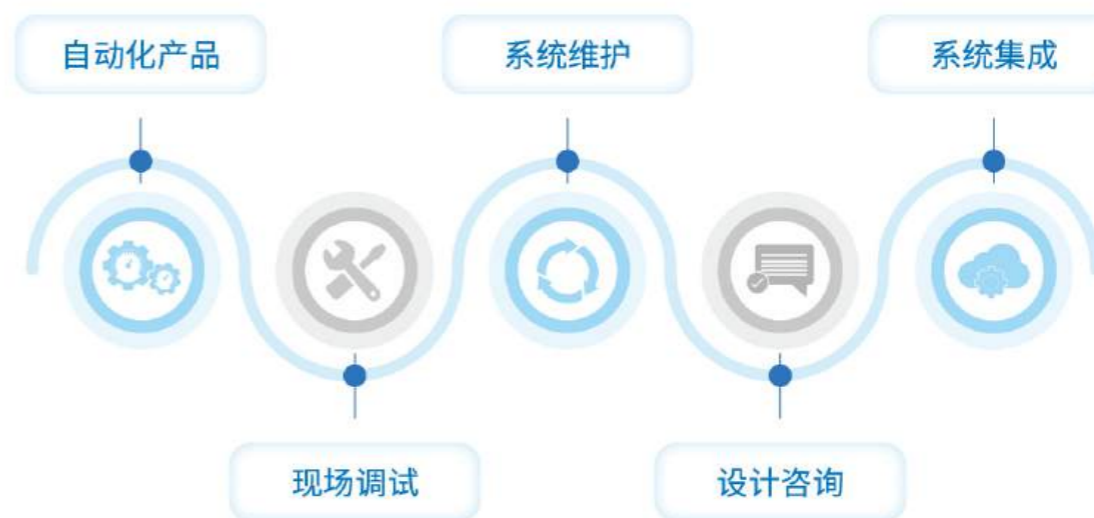 自动化产品
系统维护
系统集成
现场调试
设计咨询